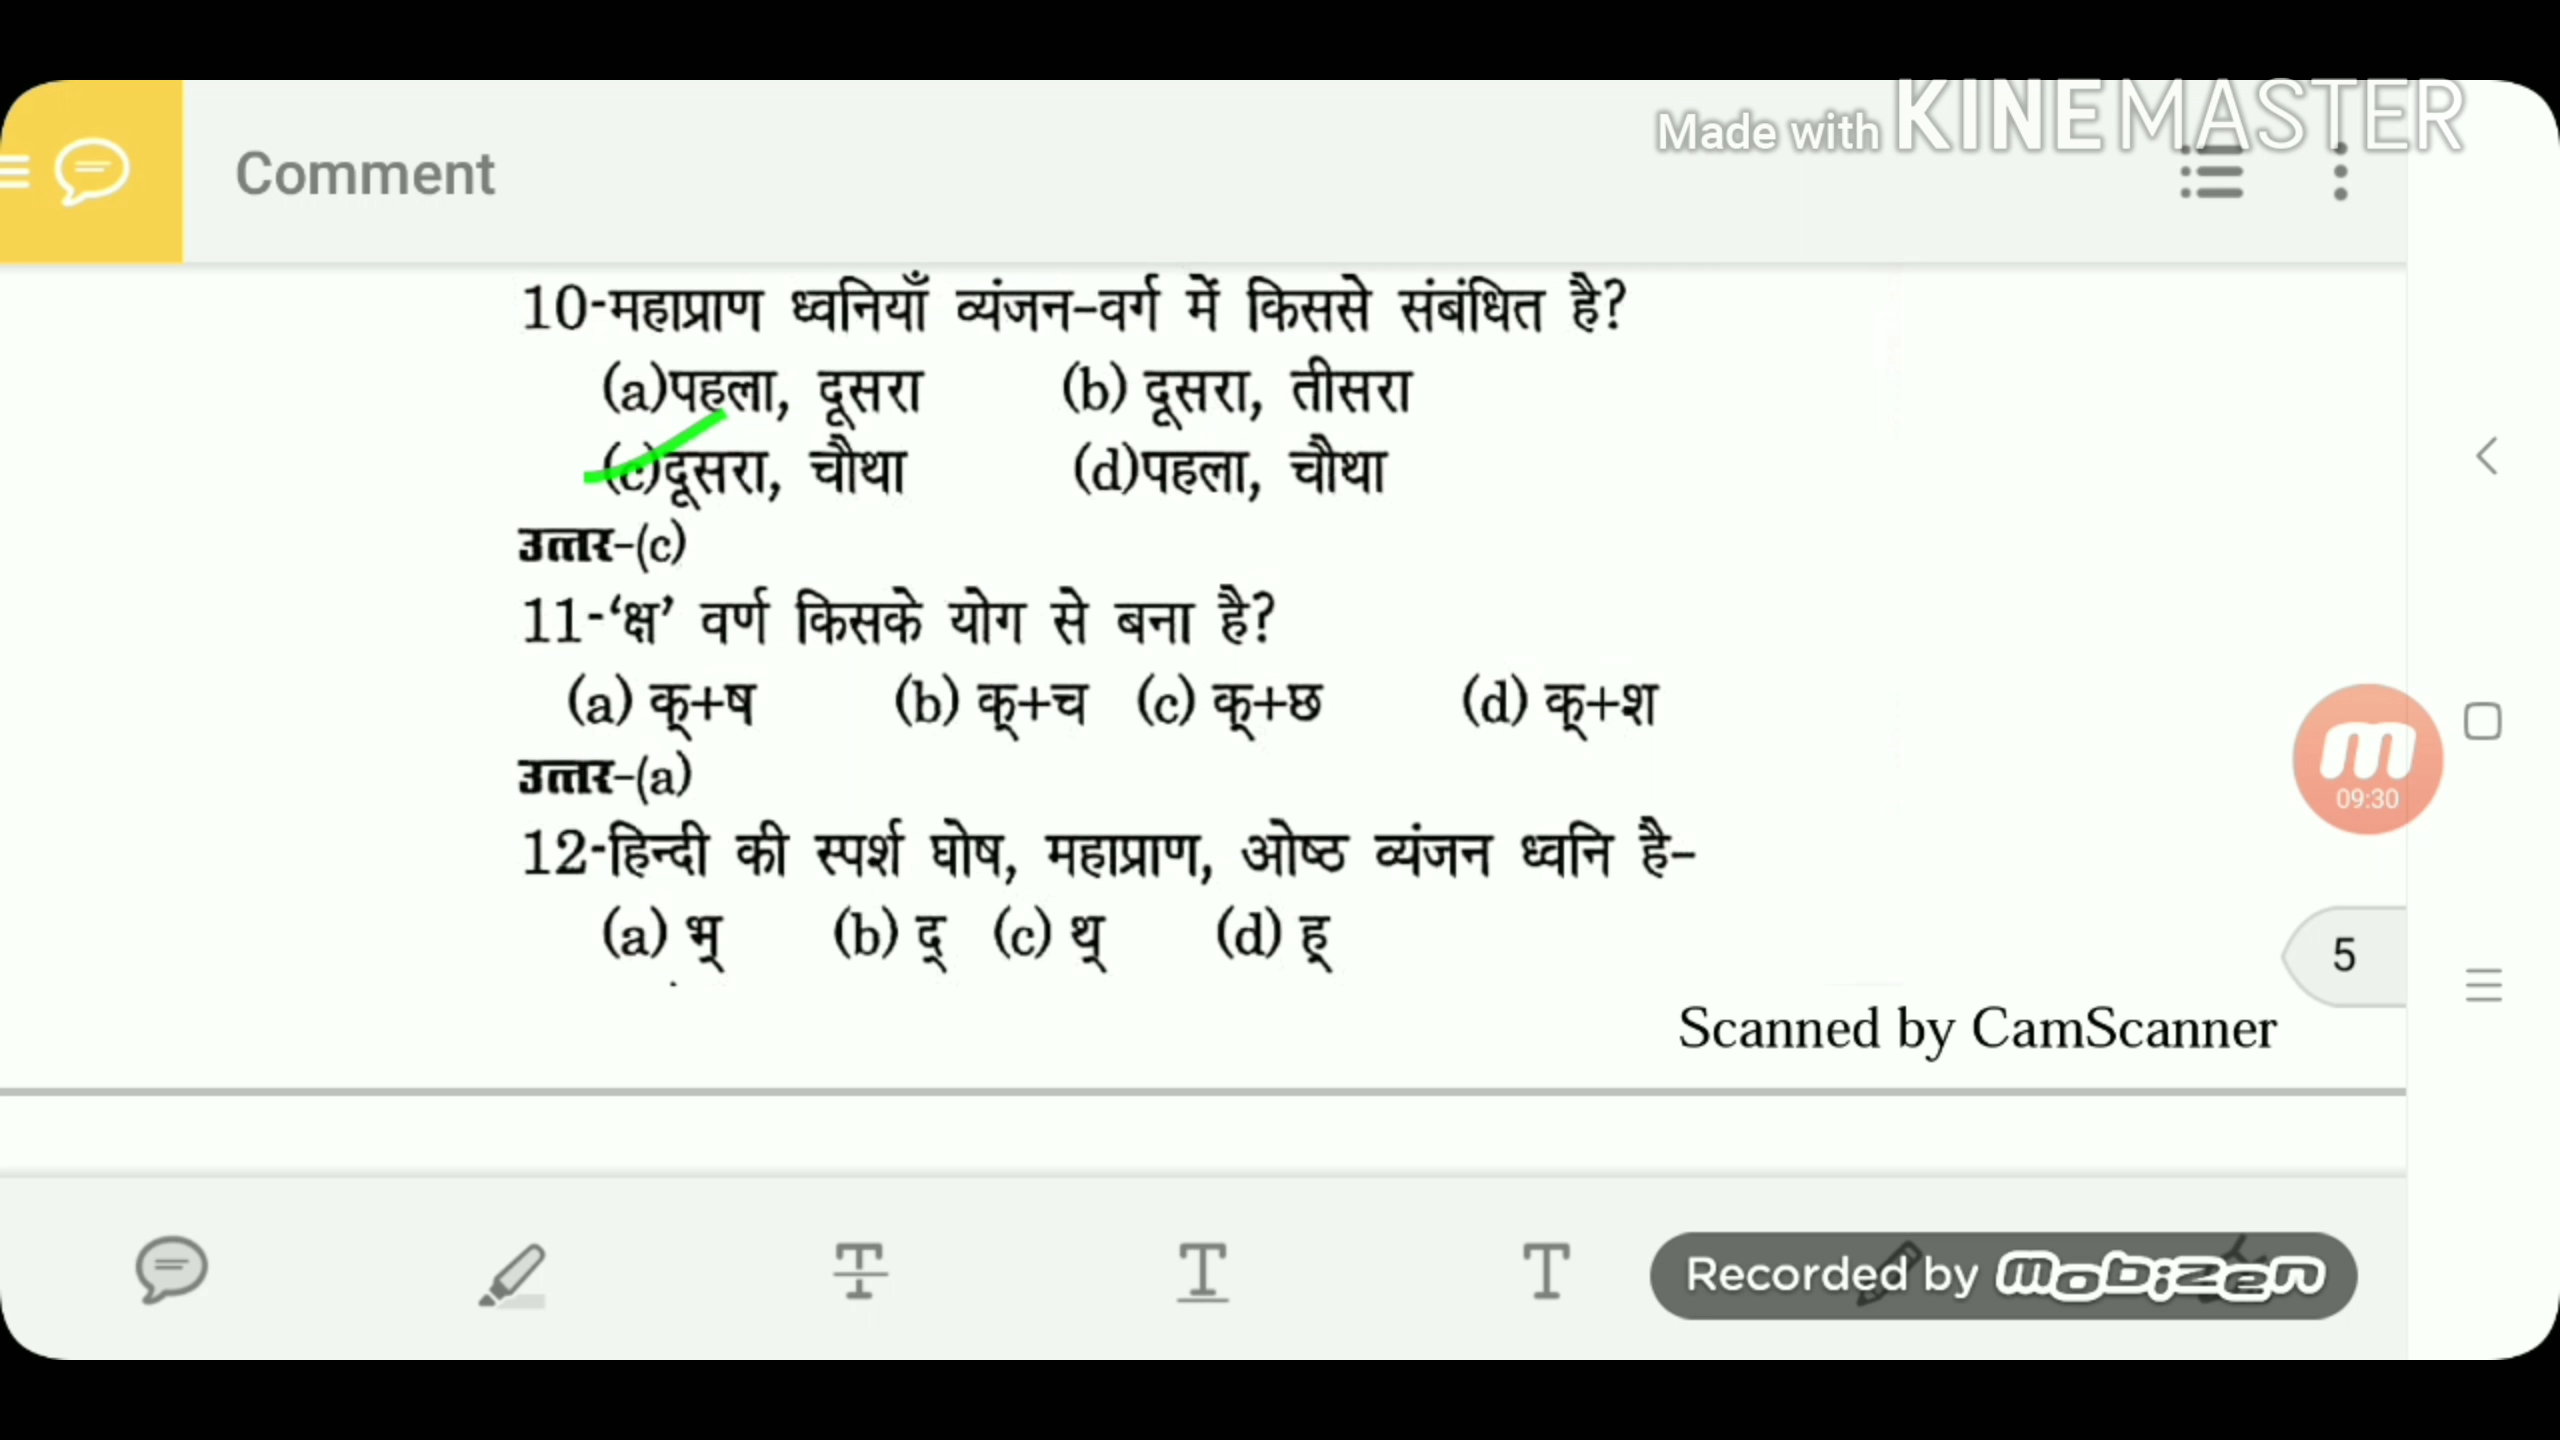 Made with KINEMASTER
Comment
10-महाप्राण ध्वनियाँ व्यंजन-वर्ग में किससे संबंधित है?
(a)पहला, दूसरा (b) दूसरा, तीसरा
(c)दूसरा, चौथा (d)पहला, चौथा
उत्तर-(c)
11-‘क्ष’ वर्ण किसके योग से बना है?
(a) क्+ष (b) क्+च (c) क्+छ (d) क्+श
उत्तर-(a)
09:30
12-हिन्दी की स्पर्श घोष, महाप्राण, ओष्ठ व्यंजन ध्वनि है-
(a) भ् (b) द् (c) थ् (d) ह्
5
Scanned by CamScanner
Recorded by mobizen